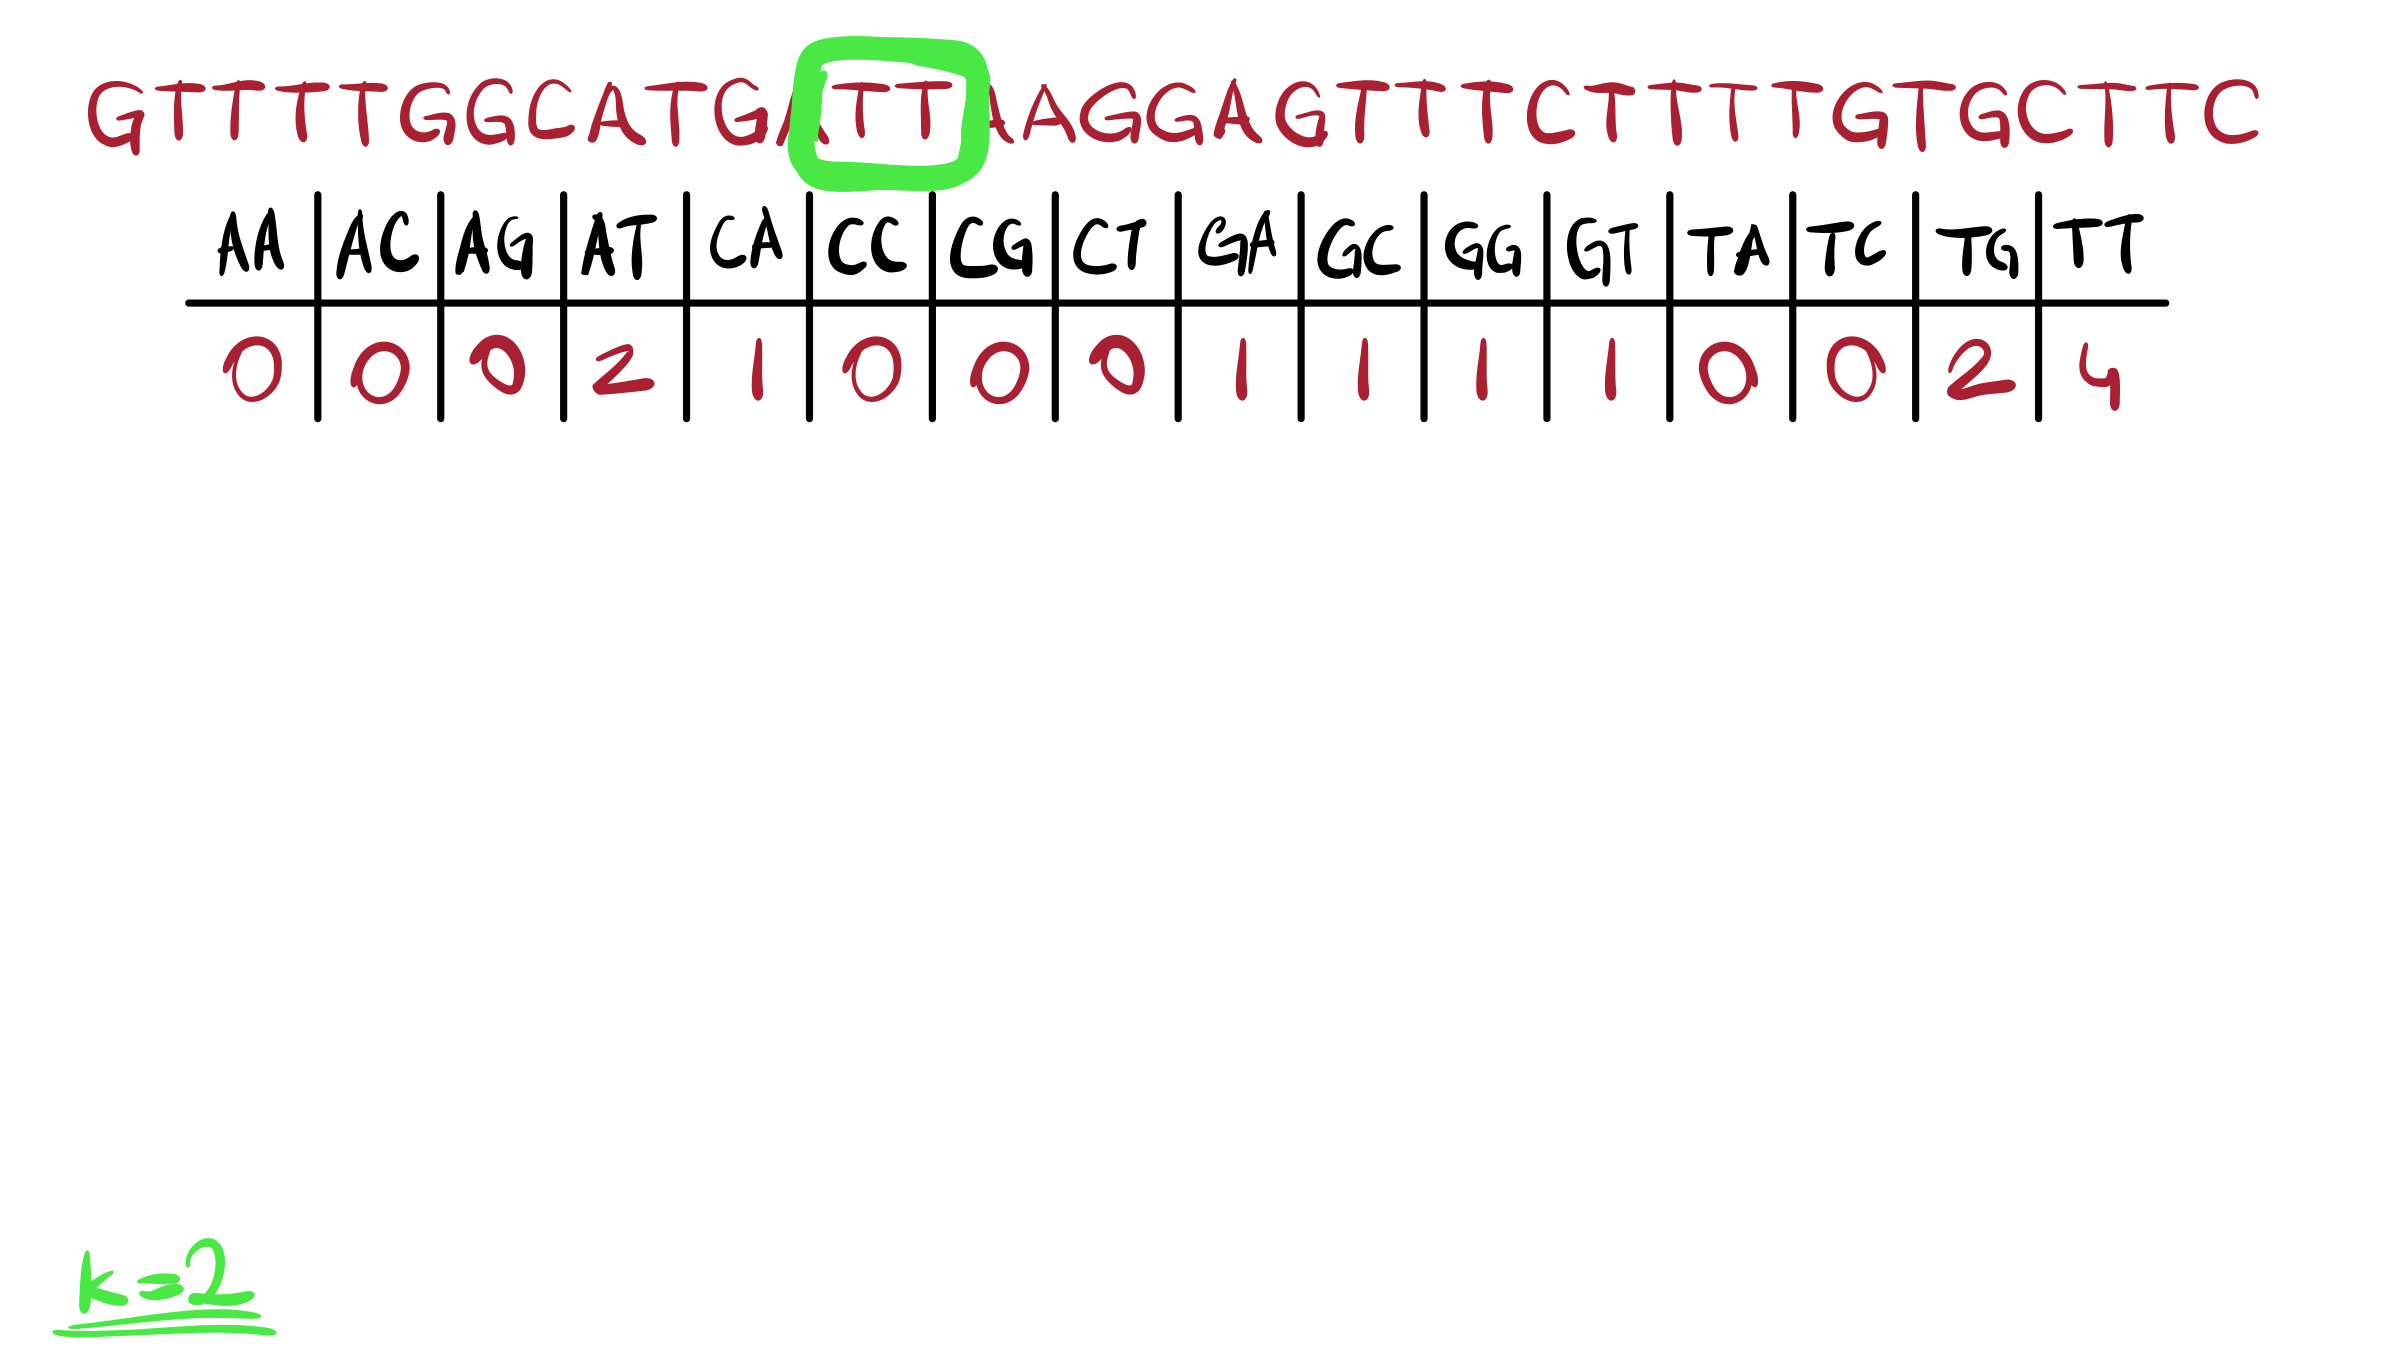 GTTTTGGCATGATTAAGGAGTTTCTTTTGTGCTTC
AA AC AG AT CA CC CG CT GA GC GG GT TA TC TG TT
0 0 0 2 1 0 0 0 1 1 1 1 0 0 2 4
k=2